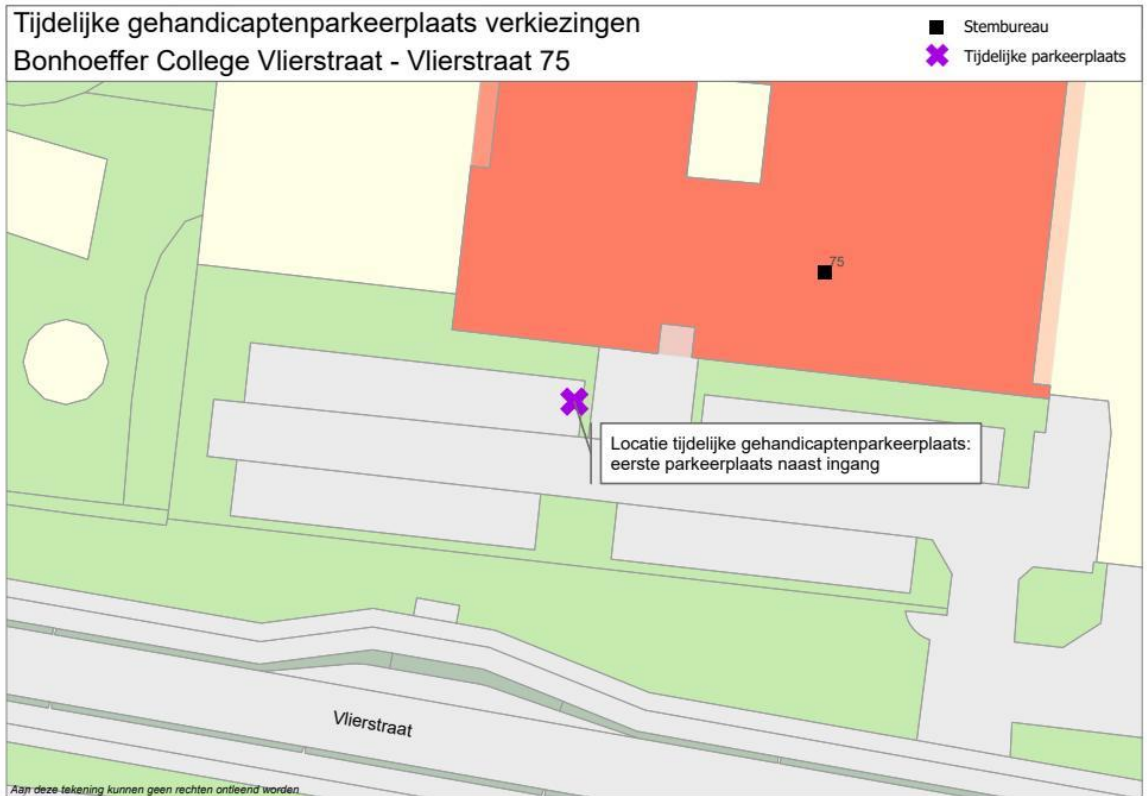 Tijdelijke gehandicaptenparkeerplaats verkiezingen
Bonhoeffer College Vlierstraat - Vlierstraat 75
Stembureau
Tijdelijke parkeerplaats
75
Locatie tijdelijke gehandicaptenparkeerplaats:
eerste parkeerplaats naast ingang
Vlierstraat
Aan deze tekening kunnen geen rechten ontleend worden